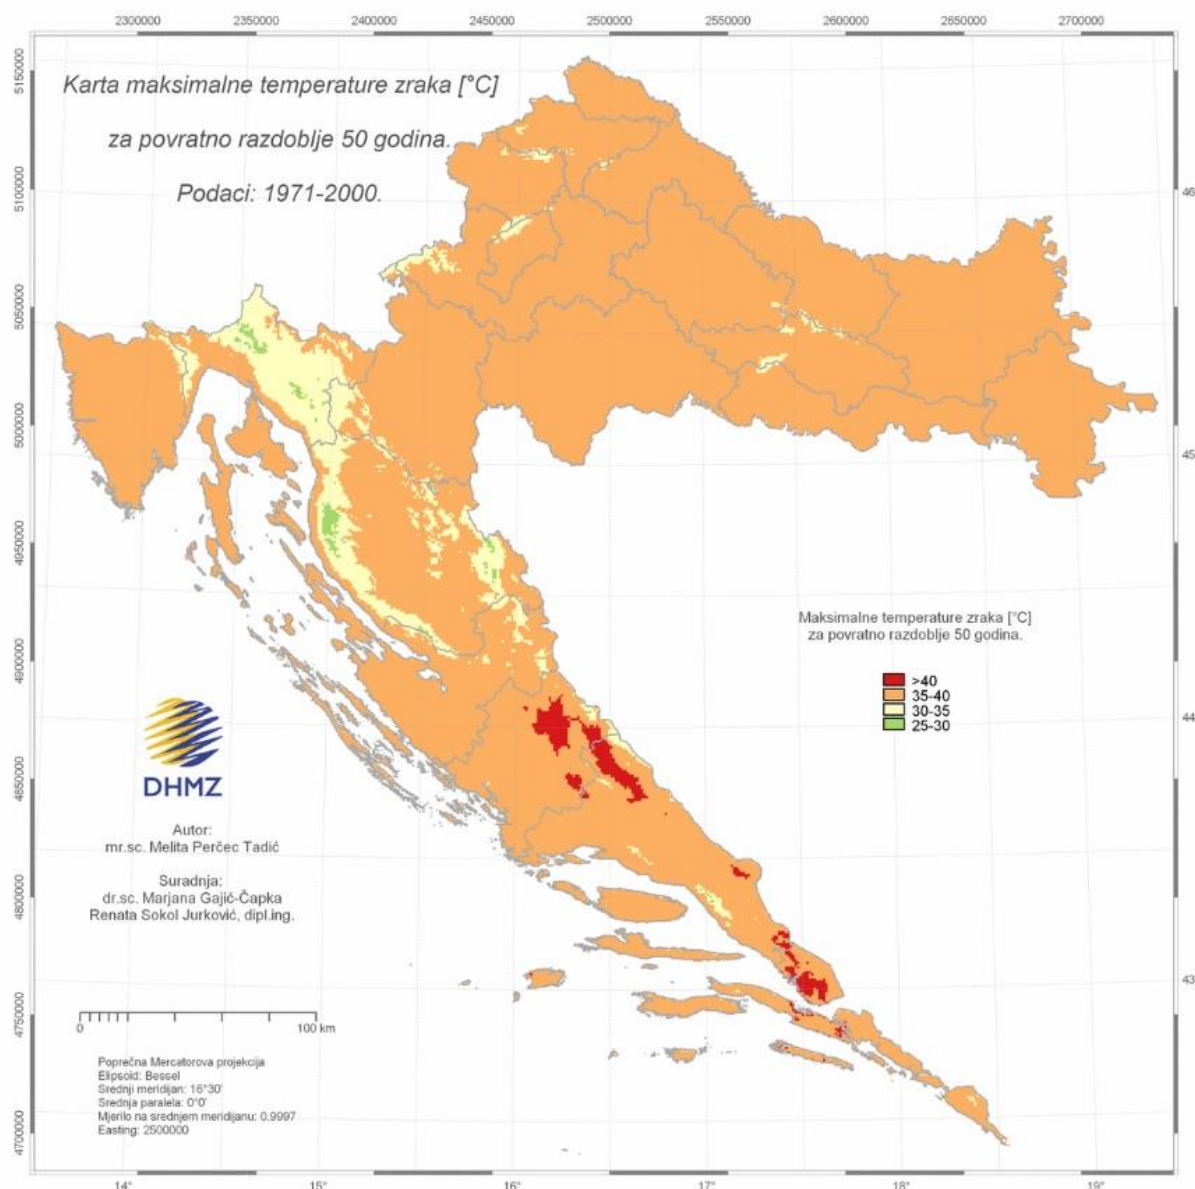 2300000 2350000 2400000 2450000 2500000 2550000 2600000 2650000 2700000
Karta maksimalne temperature zraka [°C]
za povratno razdoblje 50 godina.
Podaci: 1971-2000.
5150000
5100000
5050000
5000000
4950000
4900000
4850000
4800000
4750000
4700000
46
45
44
43
Maksimalne temperature zraka [°C]
za povratno razdoblje 50 godina.
>40
35-40
30-35
25-30
DHMZ
Autor:
mr.sc. Melita Perčec Tadić
Suradnja:
dr.sc. Marjana Gajić-Čapka
Renata Sokol Jurković, dipl.ing.
0 100 km
Poprečna Mercatorova projekcija
Elipsoid: Bessel
Srednji meridijan: 16°30'
Srednja paralela: 0°0'
Mjerilo na srednjem meridijanu: 0.9997
Easting: 2500000
14° 15° 16° 17° 18° 19°